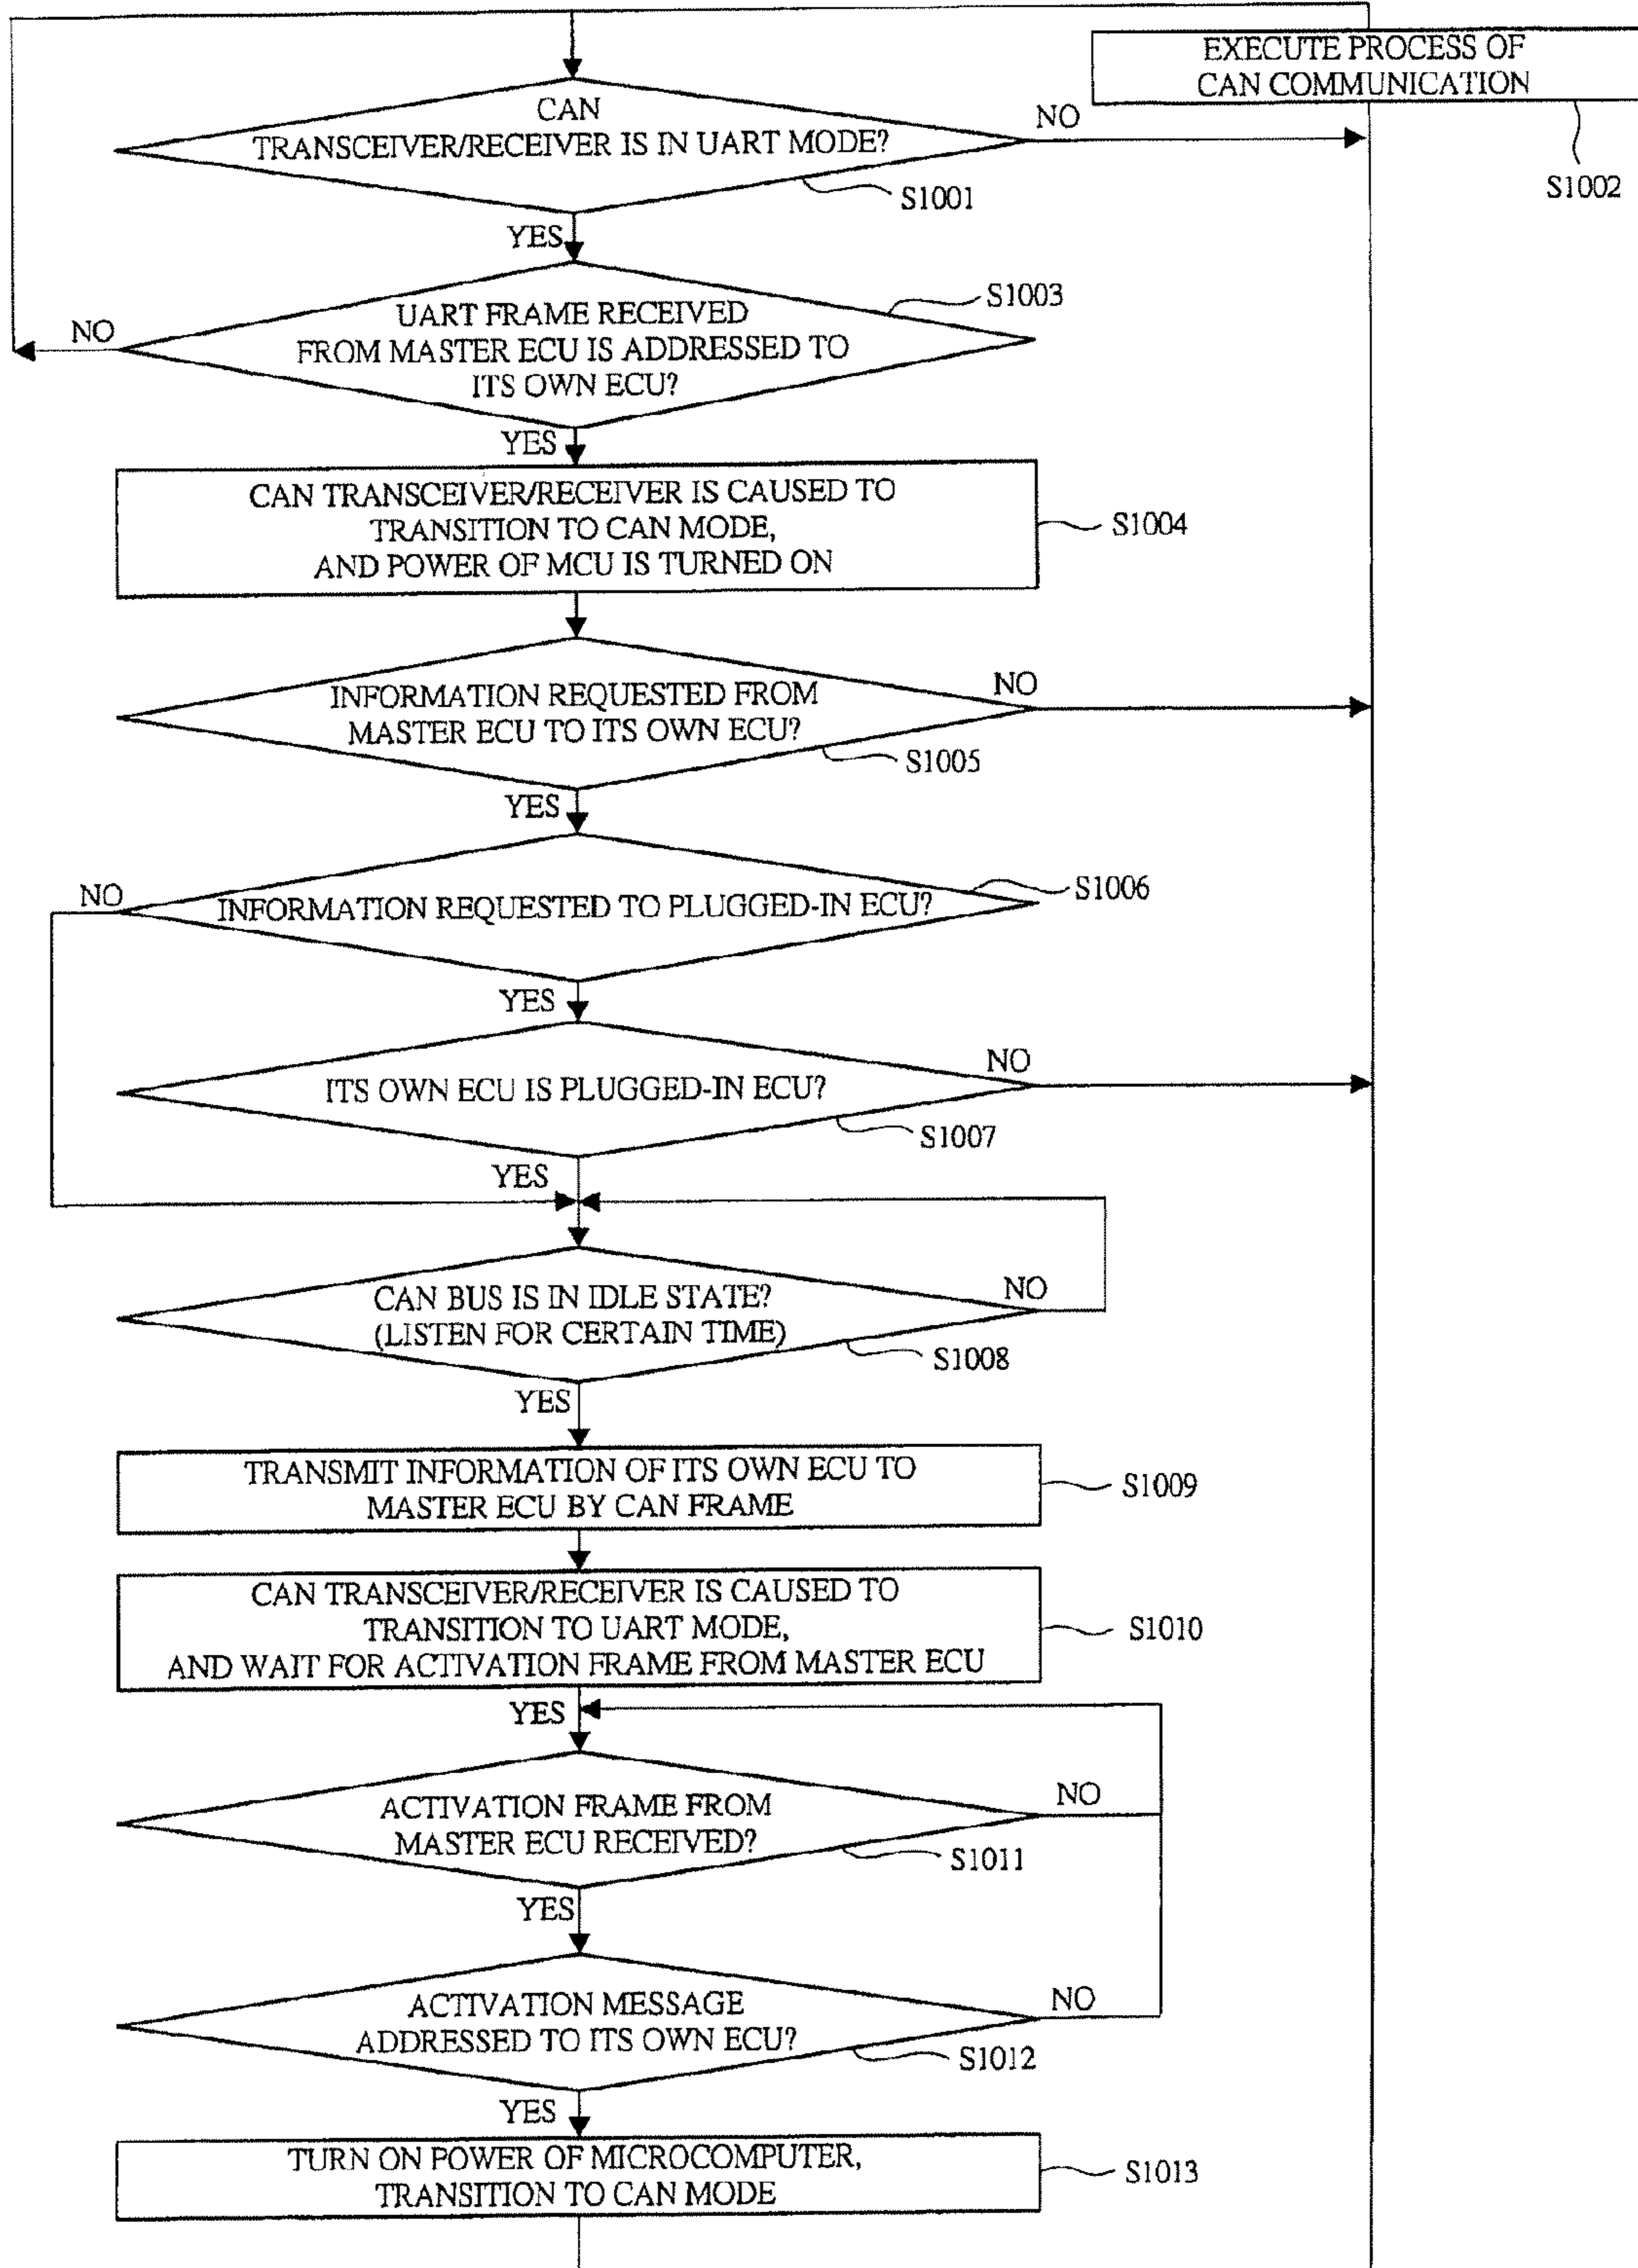 EXECUTE PROCESS OF
CAN COMMUNICATION
S1002
CAN
TRANSCEIVER/RECEIVER IS IN UART MODE?
NO
S1001
YES
UART FRAME RECEIVED
FROM MASTER ECU IS ADDRESSED TO
ITS OWN ECU?
S1003
NO
YES
CAN TRANSCEIVER/RECEIVER IS CAUSED TO
TRANSITION TO CAN MODE,
AND POWER OF MCU IS TURNED ON
S1004
INFORMATION REQUESTED FROM
MASTER ECU TO ITS OWN ECU?
NO
S1005
YES
INFORMATION REQUESTED TO PLUGGED-IN ECU?
NO
S1006
YES
ITS OWN ECU IS PLUGGED-IN ECU?
NO
S1007
YES
CAN BUS IS IN IDLE STATE?
(LISTEN FOR CERTAIN TIME)
NO
S1008
YES
TRANSMIT INFORMATION OF ITS OWN ECU TO
MASTER ECU BY CAN FRAME
S1009
CAN TRANSCEIVER/RECEIVER IS CAUSED TO
TRANSITION TO UART MODE,
AND WAIT FOR ACTIVATION FRAME FROM MASTER ECU
S1010
YES
ACTIVATION FRAME FROM
MASTER ECU RECEIVED?
NO
S1011
YES
ACTIVATION MESSAGE
ADDRESSED TO ITS OWN ECU?
NO
S1012
YES
TURN ON POWER OF MICROCOMPUTER,
TRANSITION TO CAN MODE
S1013